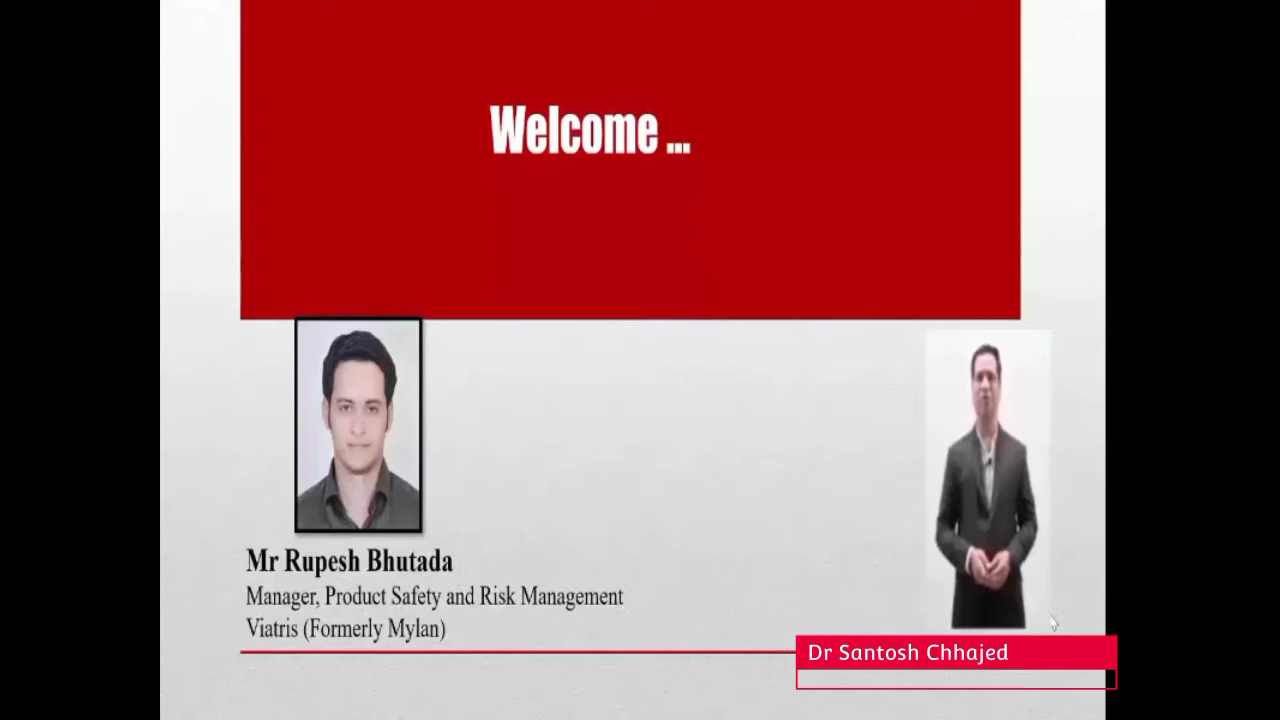 Welcome ...
Mr Rupesh Bhutada
Manager, Product Safety and Risk Management
Viatris (Formerly Mylan)
Dr Santosh Chhajed